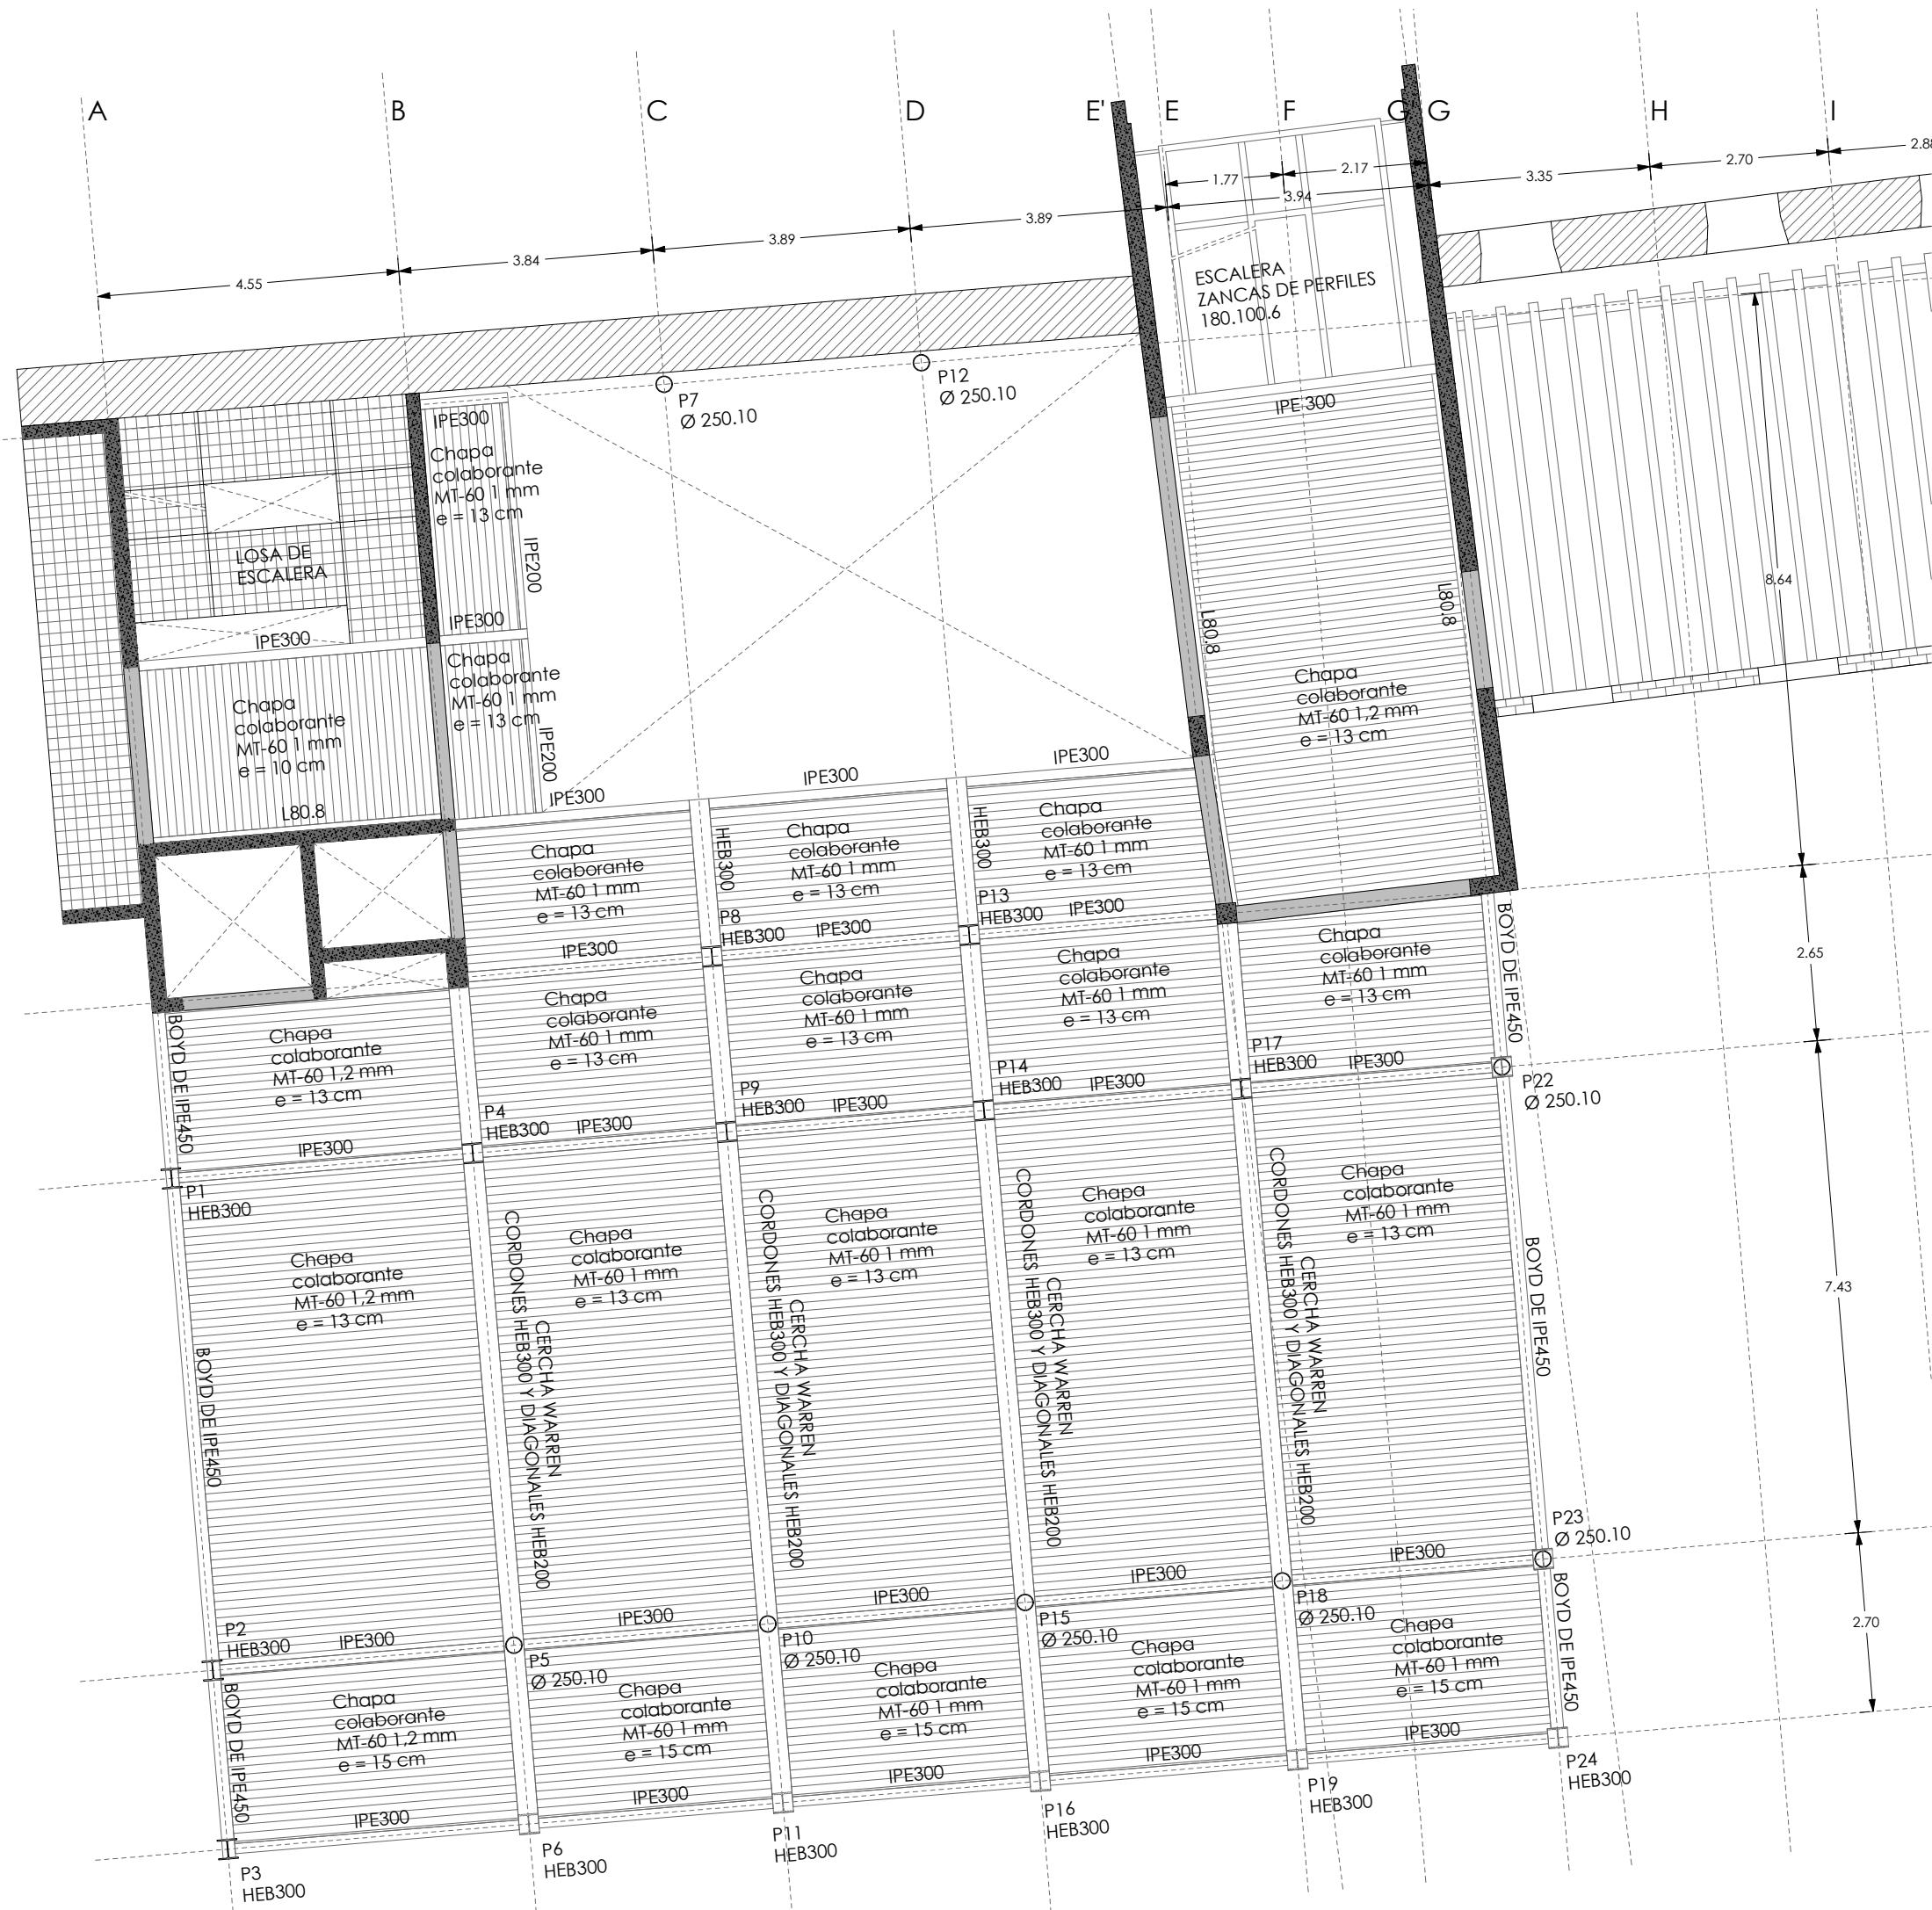 A
B
C
D
E'
E
F
G'
G
H
I
4.55
3.84
3.89
3.89
1.77
2.17
3.94
3.35
2.70
ESCALERA
ZANCAS DE PERFILES
180.100.6
P7
Ø 250.10
P12
Ø 250.10
IPE300
Chapa
colaborante
MT-60 1 mm
e = 13 cm
IPE200
IPE300
LOSA DE
ESCALERA
IPE300
Chapa
colaborante
MT-60 1 mm
e = 13 cm
IPE200
Chapa
colaborante
MT-60 1 mm
e = 10 cm
L80.8
IPE300
IPE300
IPE300
IPE300
L80.8
L80.8
Chapa
colaborante
MT-60 1,2 mm
e = 13 cm
8.64
Chapa
colaborante
MT-60 1 mm
e = 13 cm
HEB300
Chapa
colaborante
MT-60 1 mm
e = 13 cm
HEB300
Chapa
colaborante
MT-60 1 mm
e = 13 cm
IPE300
P8
HEB300
IPE300
P13
HEB300
IPE300
BOYD DE IPE450
Chapa
colaborante
MT-60 1,2 mm
e = 13 cm
Chapa
colaborante
MT-60 1 mm
e = 13 cm
Chapa
colaborante
MT-60 1 mm
e = 13 cm
Chapa
colaborante
MT-60 1 mm
e = 13 cm
Chapa
colaborante
MT-60 1 mm
e = 13 cm
BOYD DE IPE450
2.65
IPE300
P1
HEB300
P4
HEB300
IPE300
P9
HEB300
IPE300
P14
HEB300
IPE300
P17
HEB300
IPE300
P22
Ø 250.10
Chapa
colaborante
MT-60 1,2 mm
e = 13 cm
BOYD DE IPE450
CERCHA WARREN
CORDONES HEB300 Y DIAGONALES HEB200
Chapa
colaborante
MT-60 1 mm
e = 13 cm
CERCHA WARREN
CORDONES HEB300 Y DIAGONALES HEB200
Chapa
colaborante
MT-60 1 mm
e = 13 cm
CERCHA WARREN
CORDONES HEB300 Y DIAGONALES HEB200
Chapa
colaborante
MT-60 1 mm
e = 13 cm
CERCHA WARREN
CORDONES HEB300 Y DIAGONALES HEB200
Chapa
colaborante
MT-60 1 mm
e = 13 cm
BOYD DE IPE450
7.43
P2
HEB300
IPE300
P5
Ø 250.10
IPE300
P10
Ø 250.10
IPE300
P15
Ø 250.10
IPE300
P18
Ø 250.10
IPE300
P23
Ø 250.10
BOYD DE IPE450
Chapa
colaborante
MT-60 1,2 mm
e = 15 cm
Chapa
colaborante
MT-60 1 mm
e = 15 cm
Chapa
colaborante
MT-60 1 mm
e = 15 cm
Chapa
colaborante
MT-60 1 mm
e = 15 cm
Chapa
colaborante
MT-60 1 mm
e = 15 cm
BOYD DE IPE450
2.70
IPE300
IPE300
IPE300
IPE300
IPE300
P3
HEB300
P6
HEB300
P11
HEB300
P16
HEB300
P19
HEB300
P24
HEB300